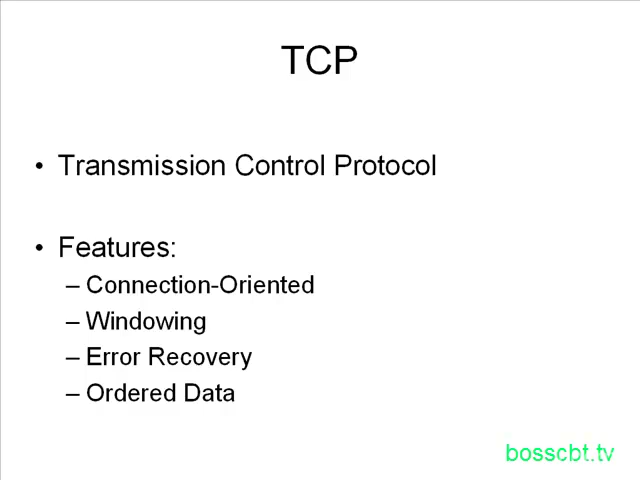 TCP
• Transmission Control Protocol
• Features:
– Connection-Oriented
– Windowing
– Error Recovery
– Ordered Data
bosscbt.tv